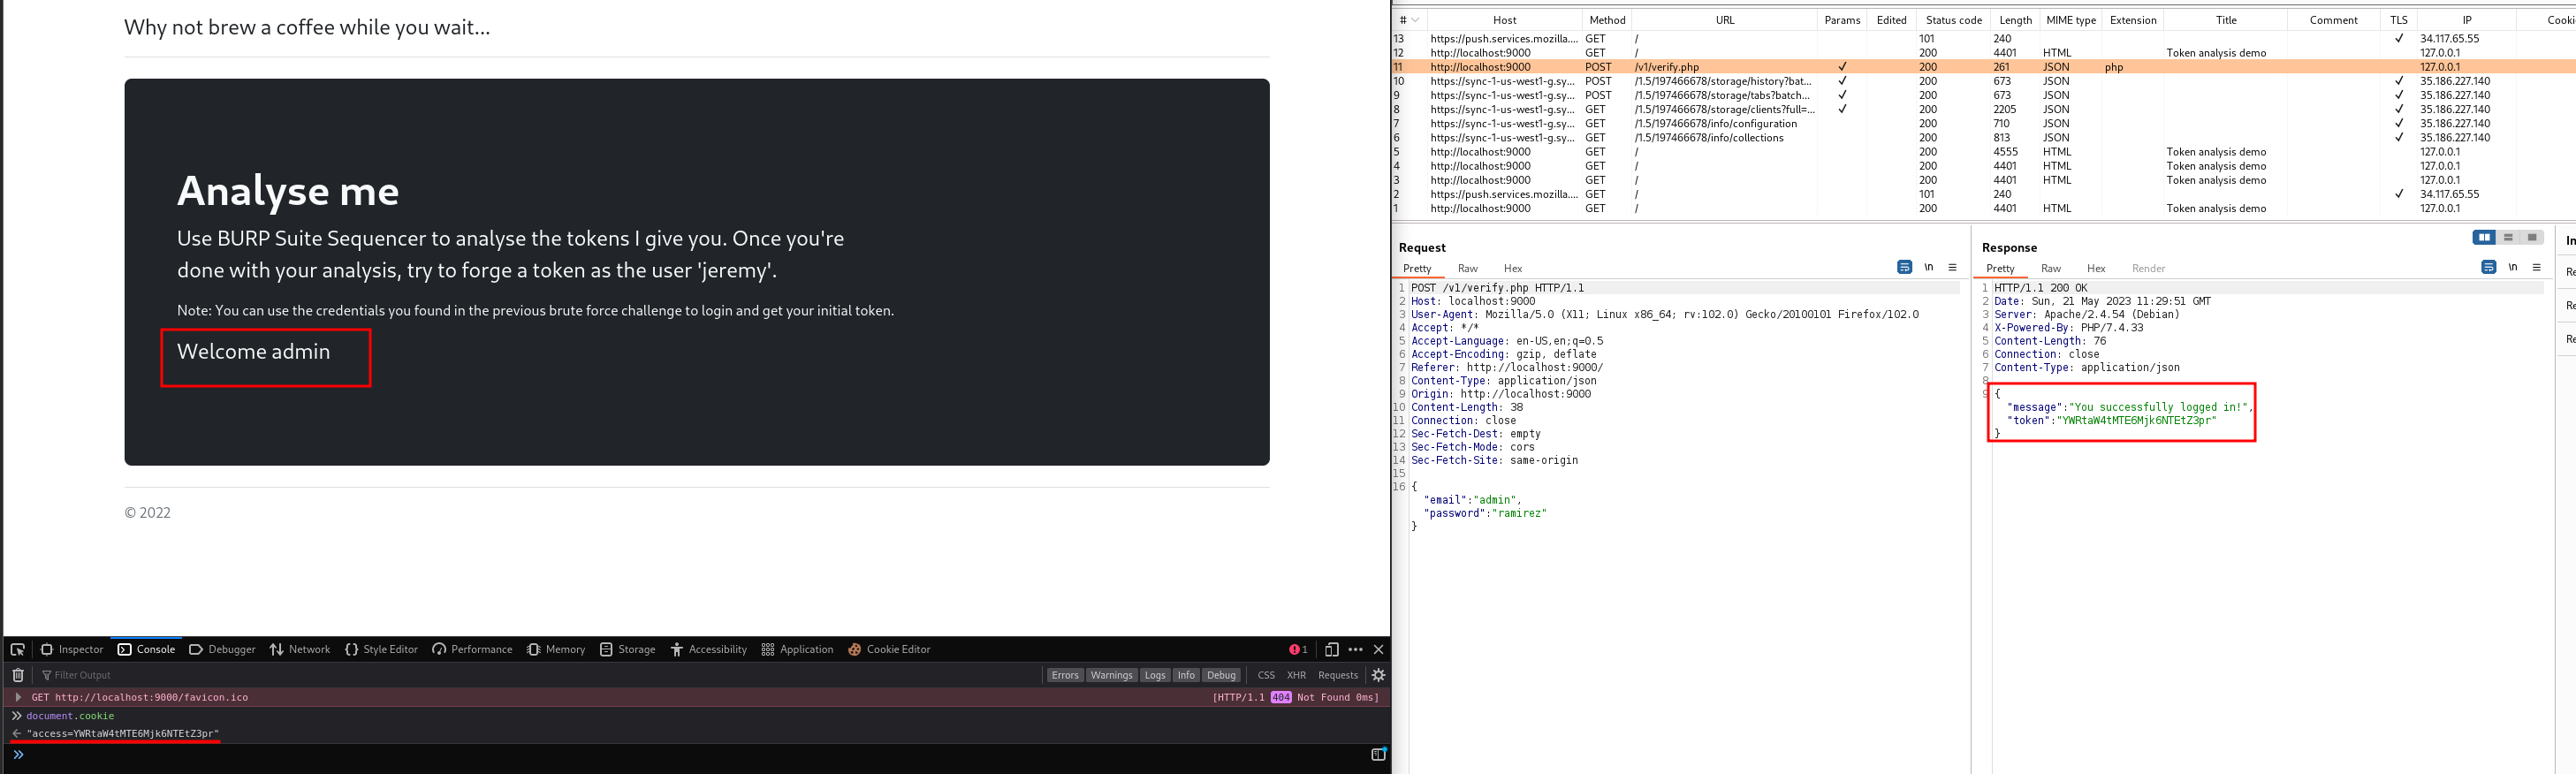 Why not brew a coffee while you wait...
Analyse me
Use BURP Suite Sequencer to analyse the tokens I give you. Once you're
done with your analysis, try to forge a token as the user 'jeremy'.
Note: You can use the credentials you found in the previous brute force challenge to login and get your initial token.
Welcome admin
© 2022
Inspector Console Debugger Network Style Editor Performance Memory Storage Accessibility Application Cookie Editor 1
Filter Output Errors Warnings Logs Info Debug CSS XHR Requests
GET http://localhost:9000/favicon.ico [HTTP/1.1 404 Not Found 0ms]
document.cookie
"access=YWRtaW4tMTE6Mjk6NTEtZ3pr"
# Host Method URL Params Edited Status code Length MIME type Extension Title Comment TLS IP Cooki
13 https://push.services.mozilla.... GET / 101 240 ✓ 34.117.65.55
12 http://localhost:9000 GET / 200 4401 HTML Token analysis demo 127.0.0.1
11 http://localhost:9000 POST /v1/verify.php ✓ 200 261 JSON php 127.0.0.1
10 https://sync-1-us-west1-g.sy... POST /1.5/197466678/storage/history?bat... ✓ 200 673 JSON ✓ 35.186.227.140
9 https://sync-1-us-west1-g.sy... POST /1.5/197466678/storage/tabs?batch... ✓ 200 673 JSON ✓ 35.186.227.140
8 https://sync-1-us-west1-g.sy... GET /1.5/197466678/storage/clients?full=... ✓ 200 2205 JSON ✓ 35.186.227.140
7 https://sync-1-us-west1-g.sy... GET /1.5/197466678/info/configuration 200 710 JSON ✓ 35.186.227.140
6 https://sync-1-us-west1-g.sy... GET /1.5/197466678/info/collections 200 813 JSON ✓ 35.186.227.140
5 http://localhost:9000 GET / 200 4555 HTML Token analysis demo 127.0.0.1
4 http://localhost:9000 GET / 200 4401 HTML Token analysis demo 127.0.0.1
3 http://localhost:9000 GET / 200 4401 HTML Token analysis demo 127.0.0.1
2 https://push.services.mozilla.... GET / 101 240 ✓ 34.117.65.55
1 http://localhost:9000 GET / 200 4401 HTML Token analysis demo 127.0.0.1
Request
Pretty Raw Hex \n
1 POST /v1/verify.php HTTP/1.1
2 Host: localhost:9000
3 User-Agent: Mozilla/5.0 (X11; Linux x86_64; rv:102.0) Gecko/20100101 Firefox/102.0
4 Accept: */*
5 Accept-Language: en-US,en;q=0.5
6 Accept-Encoding: gzip, deflate
7 Referer: http://localhost:9000/
8 Content-Type: application/json
9 Origin: http://localhost:9000
10 Content-Length: 38
11 Connection: close
12 Sec-Fetch-Dest: empty
13 Sec-Fetch-Mode: cors
14 Sec-Fetch-Site: same-origin
15
16 {
"email":"admin",
"password":"ramirez"
}
Response
Pretty Raw Hex Render \n
1 HTTP/1.1 200 OK
2 Date: Sun, 21 May 2023 11:29:51 GMT
3 Server: Apache/2.4.54 (Debian)
4 X-Powered-By: PHP/7.4.33
5 Content-Length: 76
6 Connection: close
7 Content-Type: application/json
8
9 {
"message":"You successfully logged in!",
"token":"YWRtaW4tMTE6Mjk6NTEtZ3pr"
}
In
Re
Re
Re